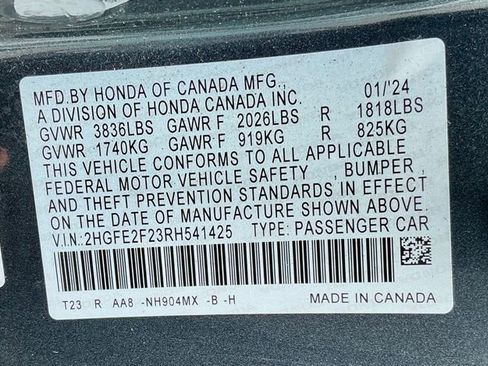 MFD.BY HONDA OF CANADA MFG., 01/'24
A DIVISION OF HONDA CANADA INC.
GVWR 3836LBS GAWR F 2026LBS R 1818LBS
GVWR 1740KG GAWR F 919KG R 825KG
THIS VEHICLE CONFORMS TO ALL APPLICABLE
FEDERAL MOTOR VEHICLE SAFETY , BUMPER,
AND THEFT PREVENTION STANDARDS IN EFFECT
ON THE DATE OF MANUFACTURE SHOWN ABOVE.
V.I.N.:2HGFE2F23RH541425 TYPE: PASSENGER CAR
T23 R AA8 -NH904MX -B -H MADE IN CANADA